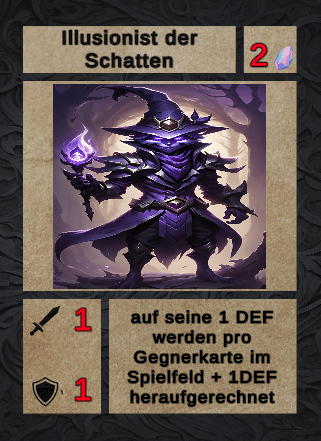 Illusionist der
Schatten
2
1
1
auf seine 1 DEF
werden pro
Gegnerkarte im
Spielfeld + 1DEF
heraufgerechnet